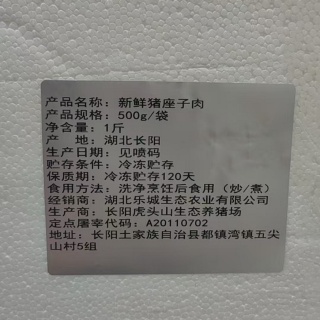 产品名称：新鲜猪座子肉
产品规格：500g/袋
净含量：1斤
产　地：湖北长阳
生产日期：见喷码
贮存条件：冷冻贮存
保质期：冷冻贮存120天
食用方法：洗净烹饪后食用（炒/煮）
经销商：湖北乐城生态农业有限公司
生产商：长阳虎头山生态养猪场
定点屠宰代码：A20110702
地址：长阳土家族自治县都镇湾镇五尖
山村5组